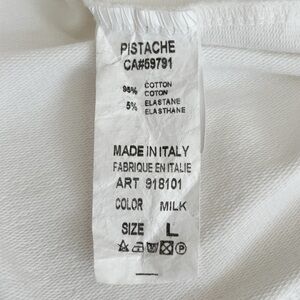 PISTACHE
CA#59791
95% COTTON
COTON
5% ELASTANE
ELASTHANE
MADE IN ITALY
FABRIQUE EN ITALIE
ART 918101
COLOR MILK
SIZE L